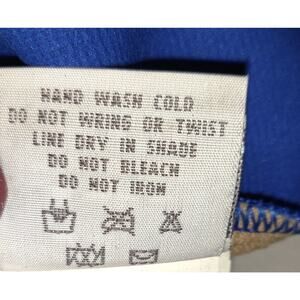 HAND WASH COLD
DO NOT WRING OR TWIST
LINE DRY IN SHADE
DO NOT BLEACH
DO NOT IRON